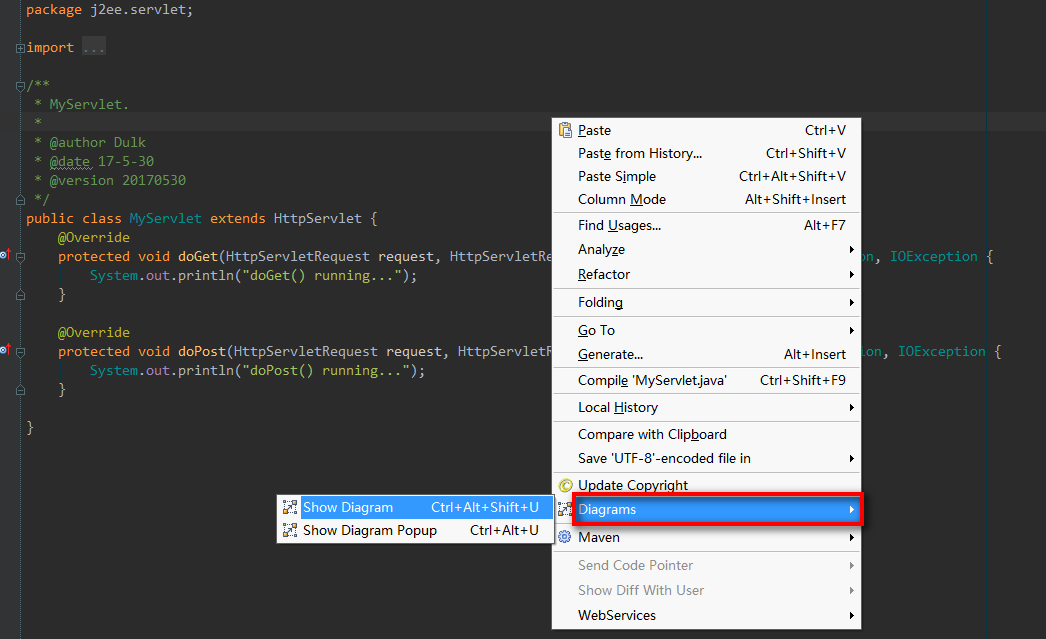 package j2ee.servlet;
import ...
/**
* MyServlet.
*
* @author Dulk
* @date 17-5-30
* @version 20170530
*/
public class MyServlet extends HttpServlet {
@Override
protected void doGet(HttpServletRequest request, HttpServletRe on, IOException {
System.out.println("doGet() running...");
}
@Override
protected void doPost(HttpServletRequest request, HttpServletR ion, IOException {
System.out.println("doPost() running...");
}
}
Paste Ctrl+V
Paste from History... Ctrl+Shift+V
Paste Simple Ctrl+Alt+Shift+V
Column Mode Alt+Shift+Insert
Find Usages... Alt+F7
Analyze
Refactor
Folding
Go To
Generate... Alt+Insert
Compile 'MyServlet.java' Ctrl+Shift+F9
Local History
Compare with Clipboard
Save 'UTF-8'-encoded file in
Update Copyright
Diagrams
Show Diagram Ctrl+Alt+Shift+U
Show Diagram Popup Ctrl+Alt+U
Maven
Send Code Pointer
Show Diff With User
WebServices